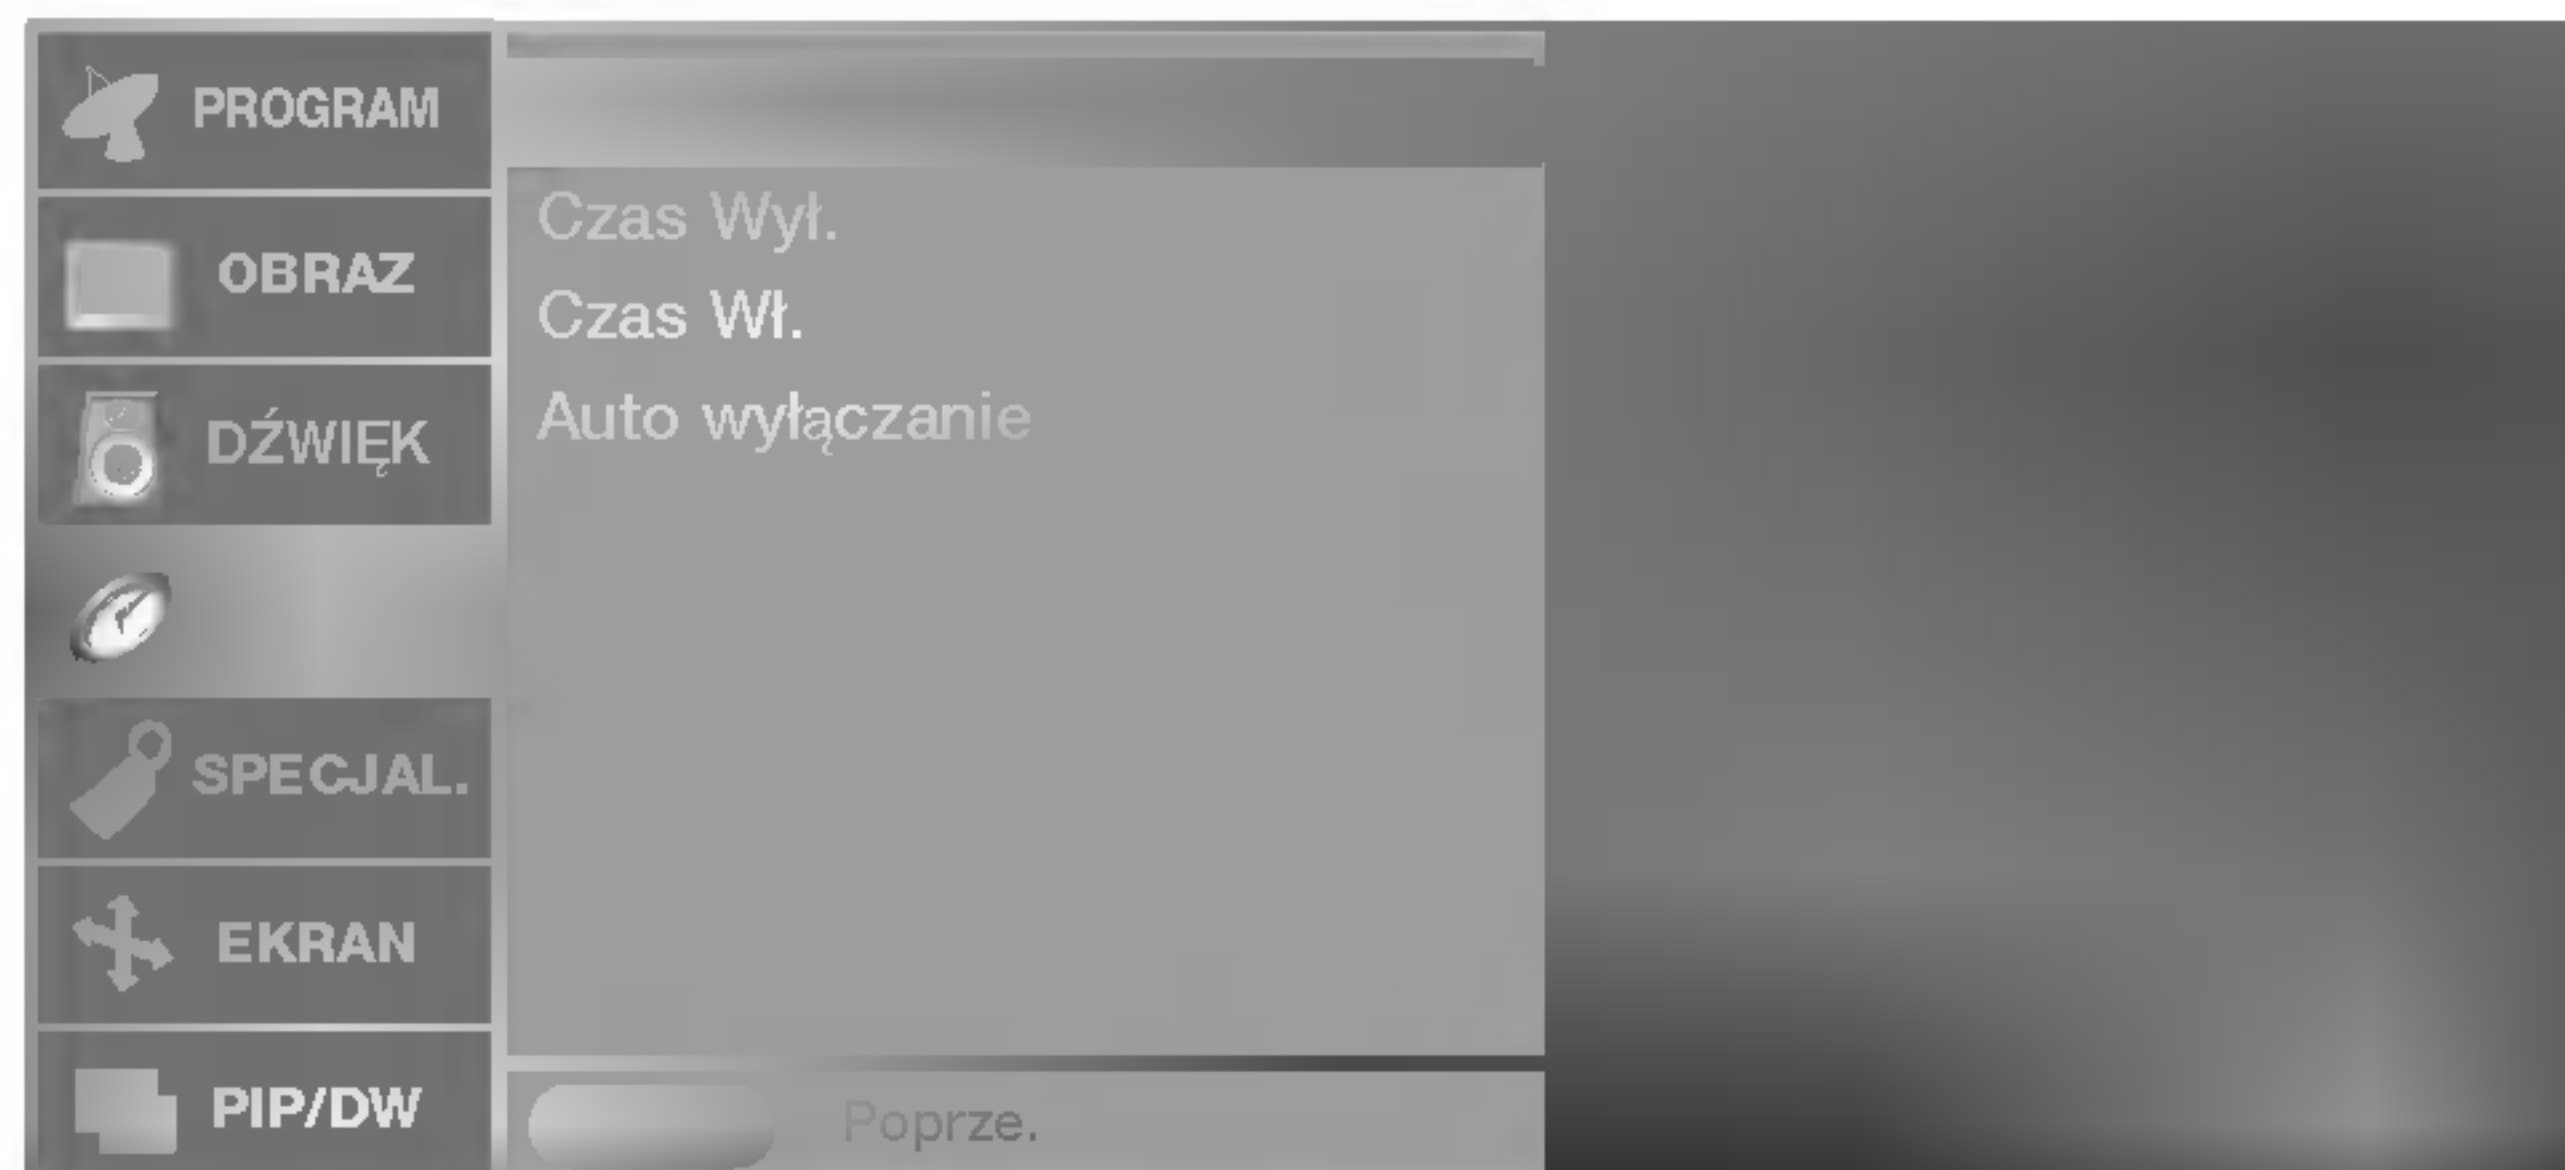 PROGRAM
OBRAZ
DŹWIĘK
SPECJAL.
EKRAN
PIP/DW
Czas Wył.
Czas Wł.
Auto wyłączanie
Poprze.